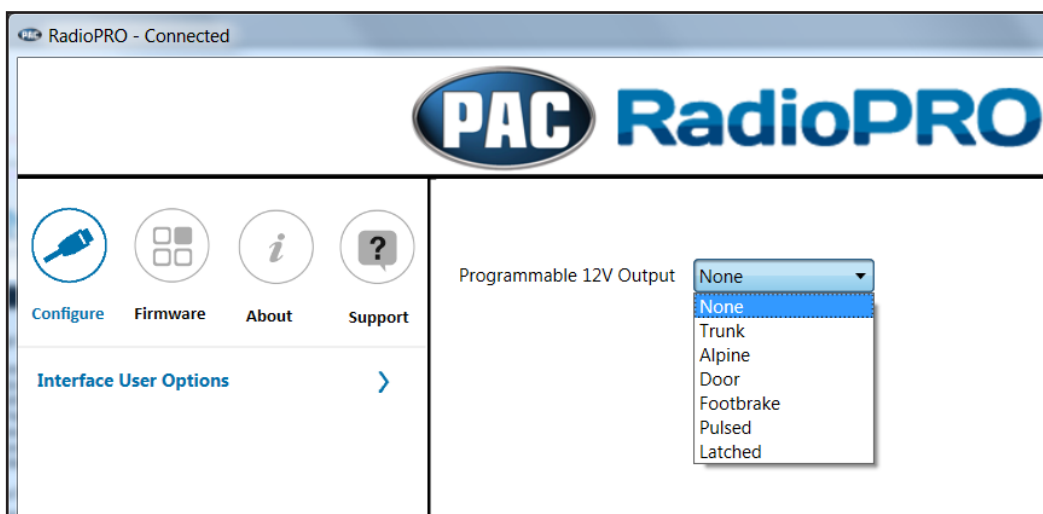 PAC RadioPRO - Connected
PAC RadioPRO
i
?
Configure Firmware About Support
Interface User Options
Programmable 12V Output None
None
Trunk
Alpine
Door
Footbrake
Pulsed
Latched